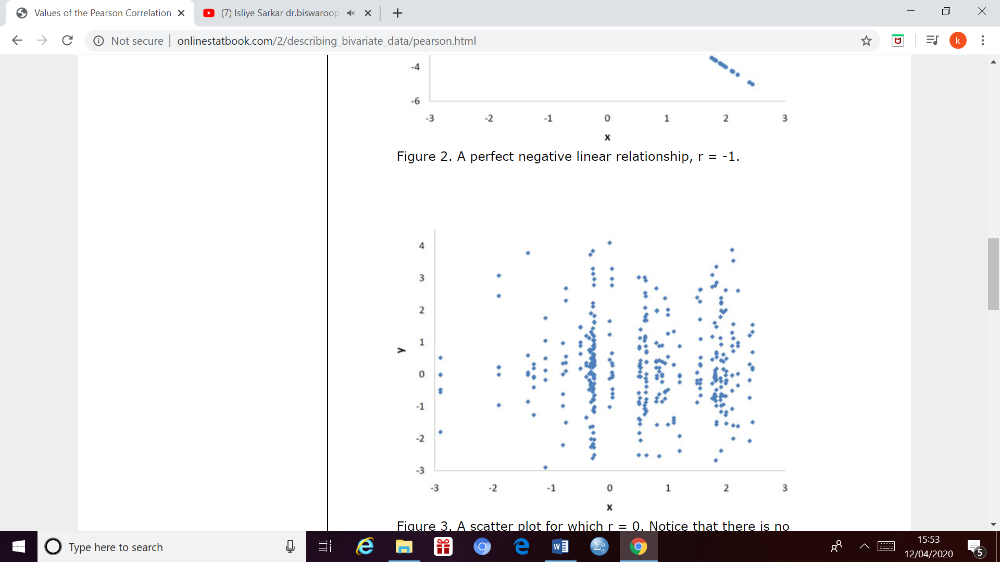 Values of the Pearson Correlation
(7) Isliye Sarkar dr.biswaroop
Not secure
onlinestatbook.com/2/describing_bivariate_data/pearson.html
k
-4
-6
-3 -2 -1 0 1 2 3
x
Figure 2. A perfect negative linear relationship, r = -1.
4
3
2
1
y
0
-1
-2
-3
-3 -2 -1 0 1 2 3
x
Figure 3. A scatter plot for which r = 0. Notice that there is no
Type here to search
W
Σα
15:53
12/04/2020
5